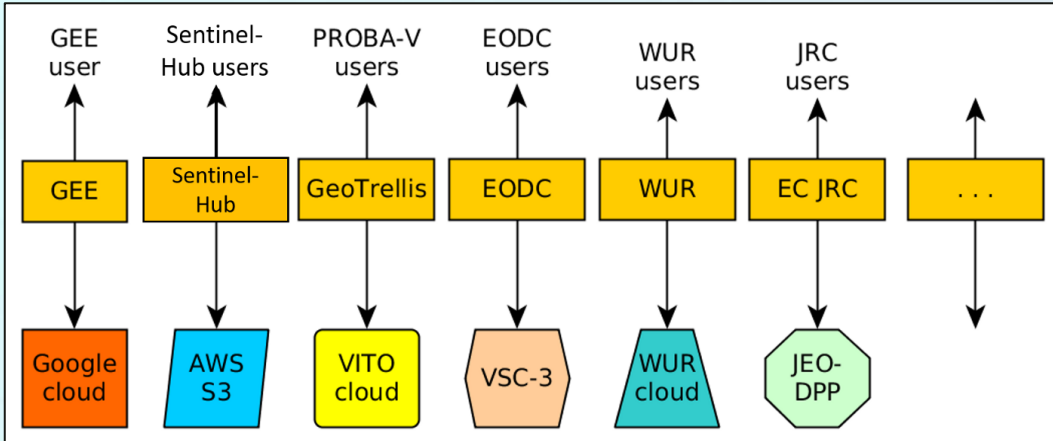 GEE
user
Sentinel-
Hub users
PROBA-V
users
EODC
users
WUR
users
JRC
users
GEE
Sentinel-
Hub
GeoTrellis
EODC
WUR
EC JRC
. . .
Google
cloud
AWS
S3
VITO
cloud
VSC-3
WUR
cloud
JEO-
DPP